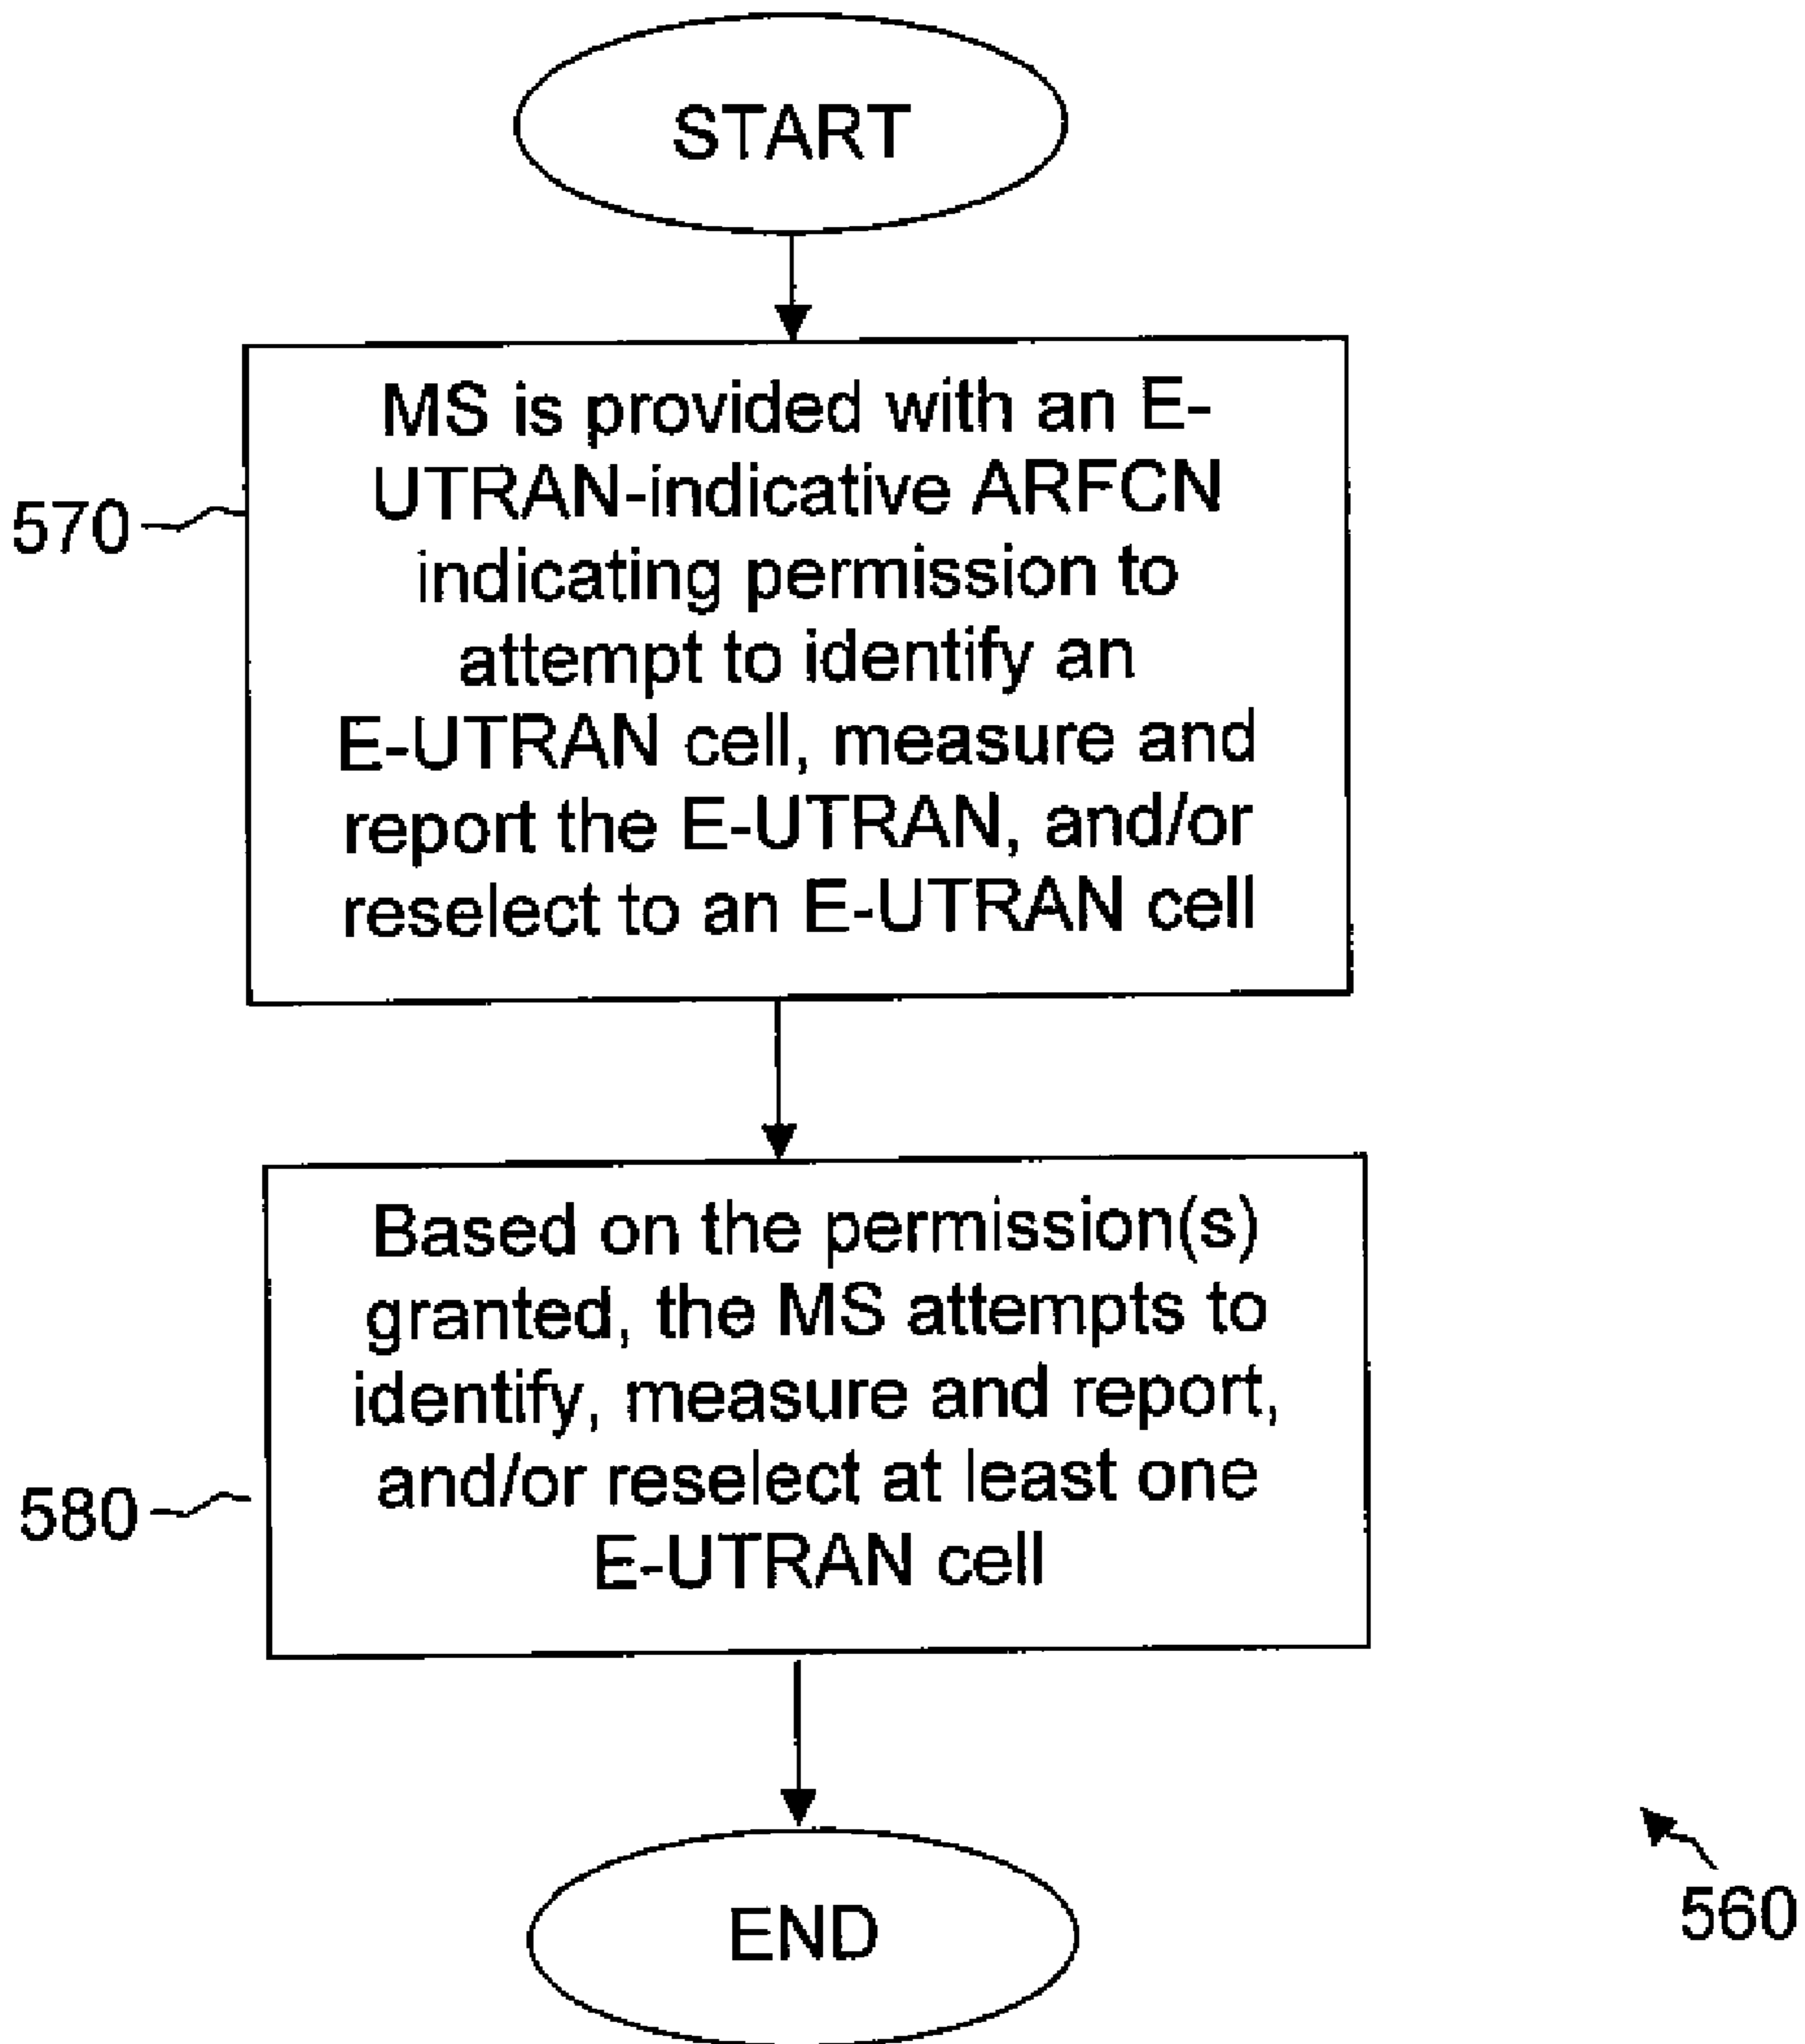 START
MS is provided with an E-
UTRAN-indicative ARFCN
indicating permission to
attempt to identify an
E-UTRAN cell, measure and
report the E-UTRAN, and/or
reselect to an E-UTRAN cell
570
Based on the permission(s)
granted, the MS attempts to
identify, measure and report,
and/or reselect at least one
E-UTRAN cell
580
END
560